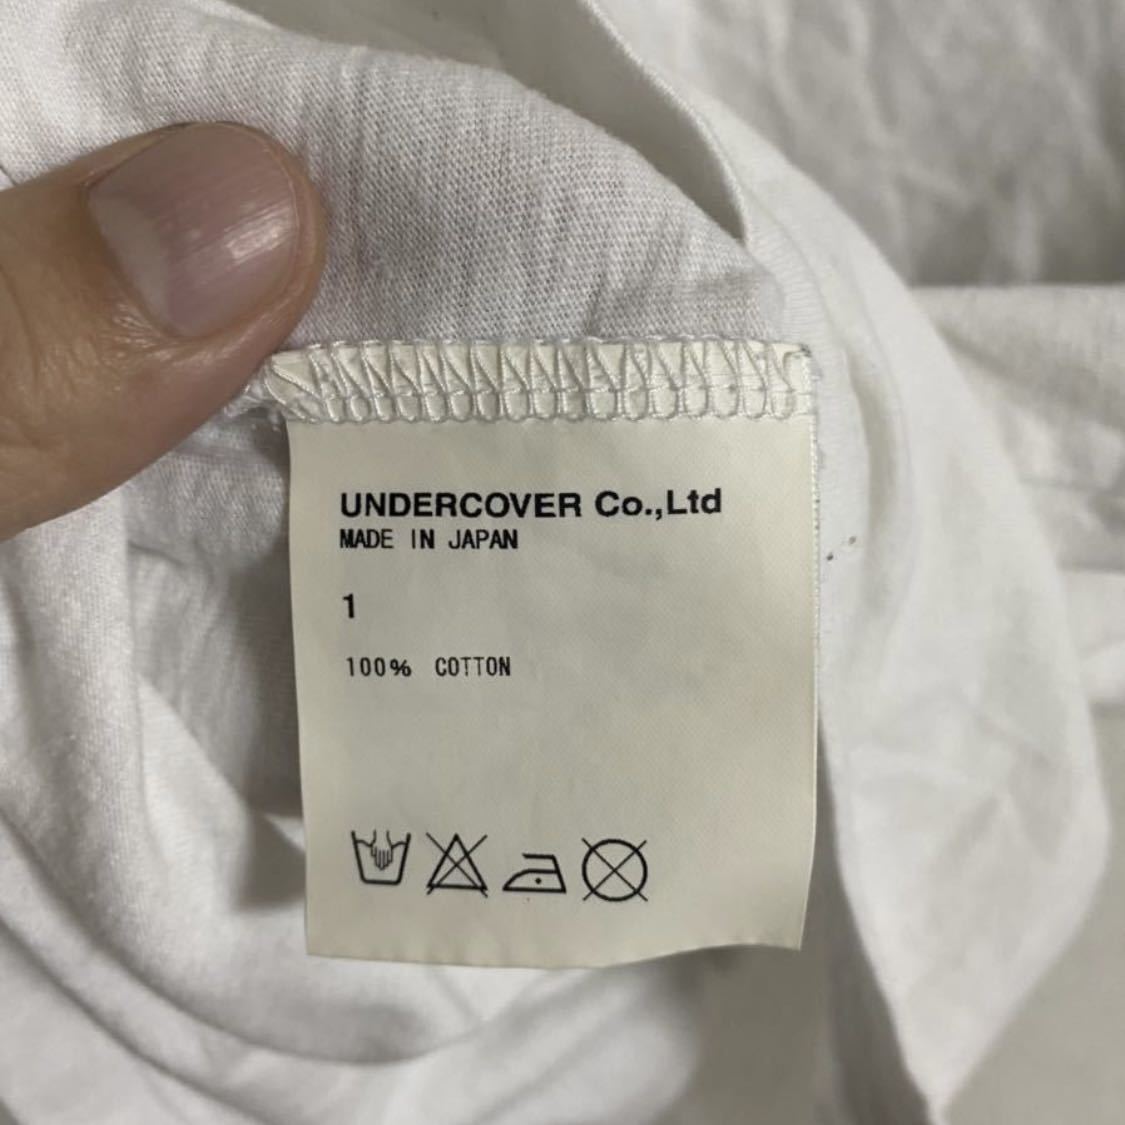 UNDERCOVER Co.,Ltd
MADE IN JAPAN
1
100% COTTON